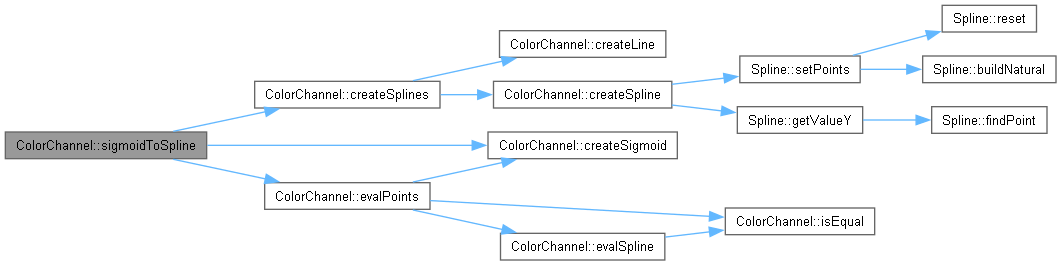 Spline::reset
ColorChannel::createLine
Spline::setPoints
Spline::buildNatural
ColorChannel::createSplines
ColorChannel::createSpline
Spline::getValueY
Spline::findPoint
ColorChannel::sigmoidToSpline
ColorChannel::createSigmoid
ColorChannel::evalPoints
ColorChannel::isEqual
ColorChannel::evalSpline